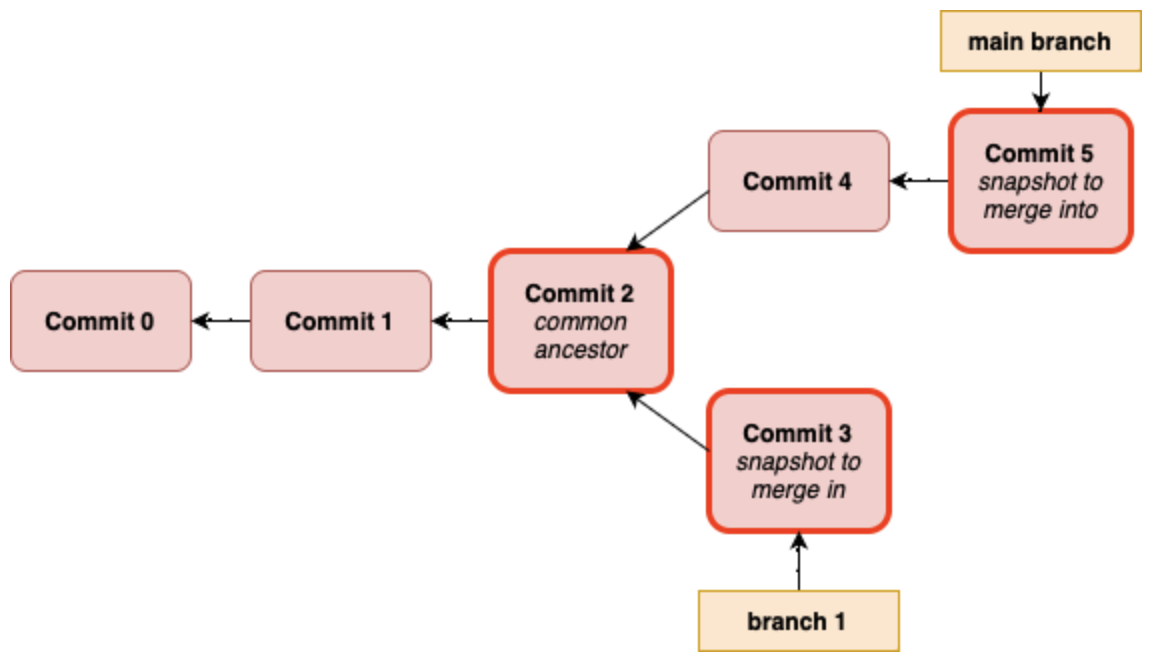 main branch
Commit 5
snapshot to
merge into
Commit 4
Commit 2
common
ancestor
Commit 1
Commit 0
Commit 3
snapshot to
merge in
branch 1